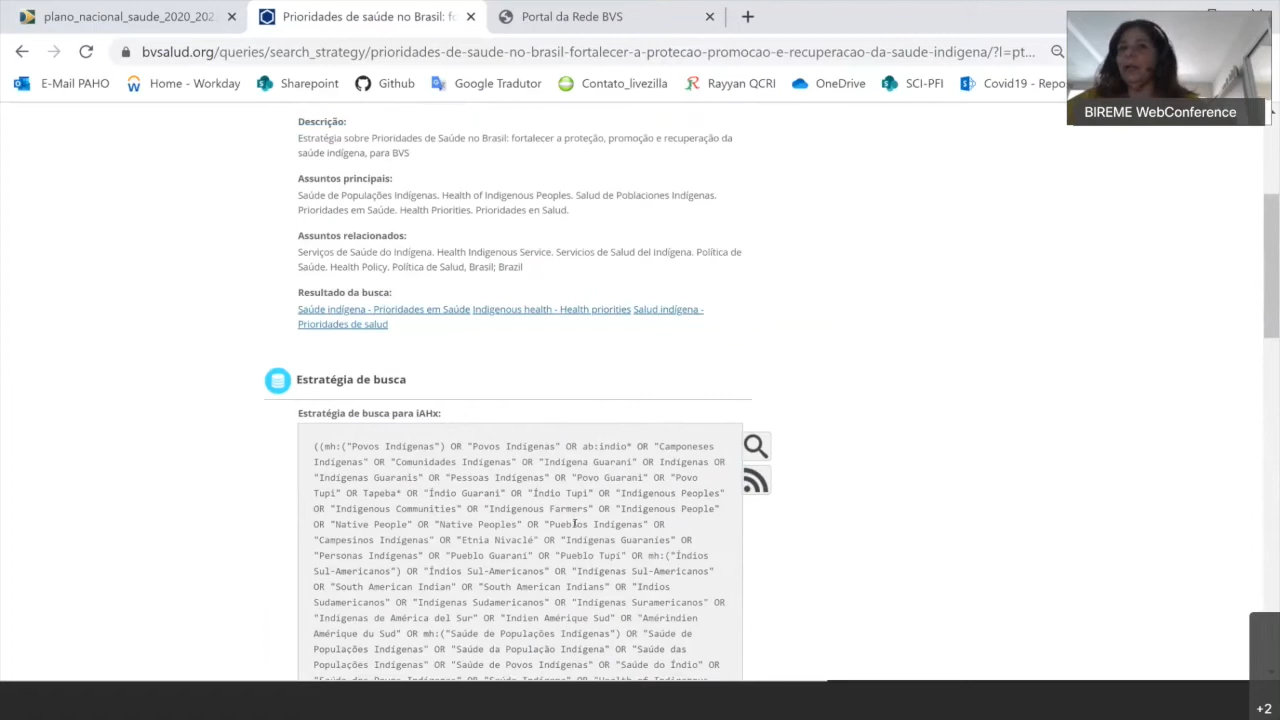 plano_nacional_saude_2020_202
Prioridades de saúde no Brasil: fo
Portal da Rede BVS
bvsalud.org/queries/search_strategy/prioridades-de-saude-no-brasil-fortalecer-a-protecao-promocao-e-recuperacao-da-saude-indigena/?l=pt...
E-Mail PAHO
Home - Workday
Sharepoint
Github
Google Tradutor
Contato_livezilla
Rayyan QCRI
OneDrive
SCI-PFI
Covid19 - Repo
BIREME WebConference
Descrição:
Estratégia sobre Prioridades de Saúde no Brasil: fortalecer a proteção, promoção e recuperação da
saúde indígena, para BVS
Assuntos principais:
Saúde de Populações Indígenas. Health of Indigenous Peoples. Salud de Poblaciones Indígenas.
Prioridades em Saúde. Health Priorities. Prioridades en Salud.
Assuntos relacionados:
Serviços de Saúde do Indígena. Health Indigenous Service. Servicios de Salud del Indígena. Política de
Saúde. Health Policy. Política de Salud, Brasil; Brazil
Resultado da busca:
Saúde indígena - Prioridades em Saúde Indigenous health - Health priorities Salud indígena -
Prioridades de salud
Estratégia de busca
Estratégia de busca para iAHx:
((mh:("Povos Indígenas") OR "Povos Indígenas" OR ab:indio* OR "Camponeses
Indígenas" OR "Comunidades Indígenas" OR "Indígena Guarani" OR Indígenas OR
"Indígenas Guaranis" OR "Pessoas Indígenas" OR "Povo Guarani" OR "Povo
Tupi" OR Tapeba* OR "Índio Guarani" OR "Índio Tupi" OR "Indigenous Peoples"
OR "Indigenous Communities" OR "Indigenous Farmers" OR "Indigenous People"
OR "Native People" OR "Native Peoples" OR "Pueblos Indígenas" OR
"Campesinos Indígenas" OR "Etnia Nivaclé" OR "Indígenas Guaraníes" OR
"Personas Indígenas" OR "Pueblo Guaraní" OR "Pueblo Tupí" OR mh:("Índios
Sul-Americanos") OR "Índios Sul-Americanos" OR "Indígenas Sul-Americanos"
OR "South American Indian" OR "South American Indians" OR "Indios
Sudamericanos" OR "Indígenas Sudamericanos" OR "Indígenas Suramericanos" OR
"Indígenas de América del Sur" OR "Indien Amérique Sud" OR "Amérindien
Amérique du Sud" OR mh:("Saúde de Populações Indígenas") OR "Saúde de
Populações Indígenas" OR "Saúde da População Indígena" OR "Saúde das
Populações Indígenas" OR "Saúde de Povos Indígenas" OR "Saúde do Índio" OR
"Saúde dos Povos Indígenas" OR "Saúde Indígena" OR "Health of Indigenous
+2